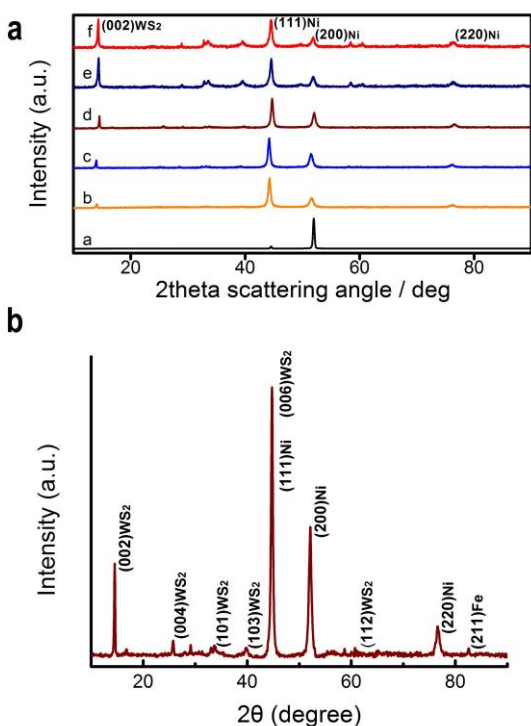 a
f
(002)WS2
(111)Ni
(200)Ni
(220)Ni
e
d
c
b
a
Intensity (a.u.)
20
40
60
80
2theta scattering angle / deg
b
(002)WS2
(004)WS2
(101)WS2
(103)WS2
(111)Ni
(006)WS2
(200)Ni
(112)WS2
(220)Ni
(211)Fe
Intensity (a.u.)
20
40
60
80
2θ (degree)